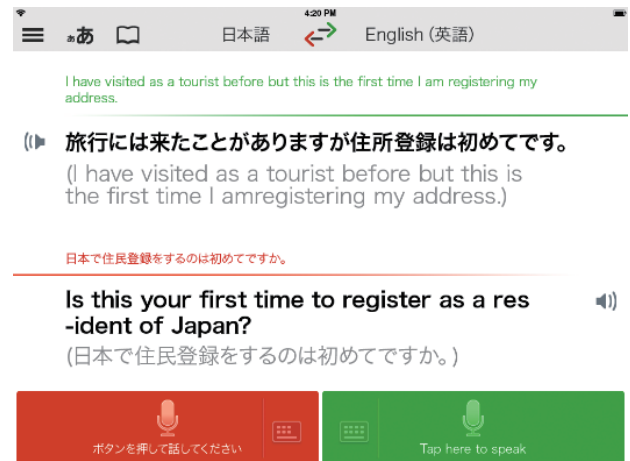 4:20 PM
ああ 日本語 English (英語)
I have visited as a tourist before but this is the first time I am registering my
address.
旅行には来たことがありますが住所登録は初めてです。
(I have visited as a tourist before but this is
the first time I amregistering my address.)
日本で住民登録をするのは初めてですか。
Is this your first time to register as a res
-ident of Japan?
(日本で住民登録をするのは初めてですか。)
ボタンを押して話してください
Tap here to speak